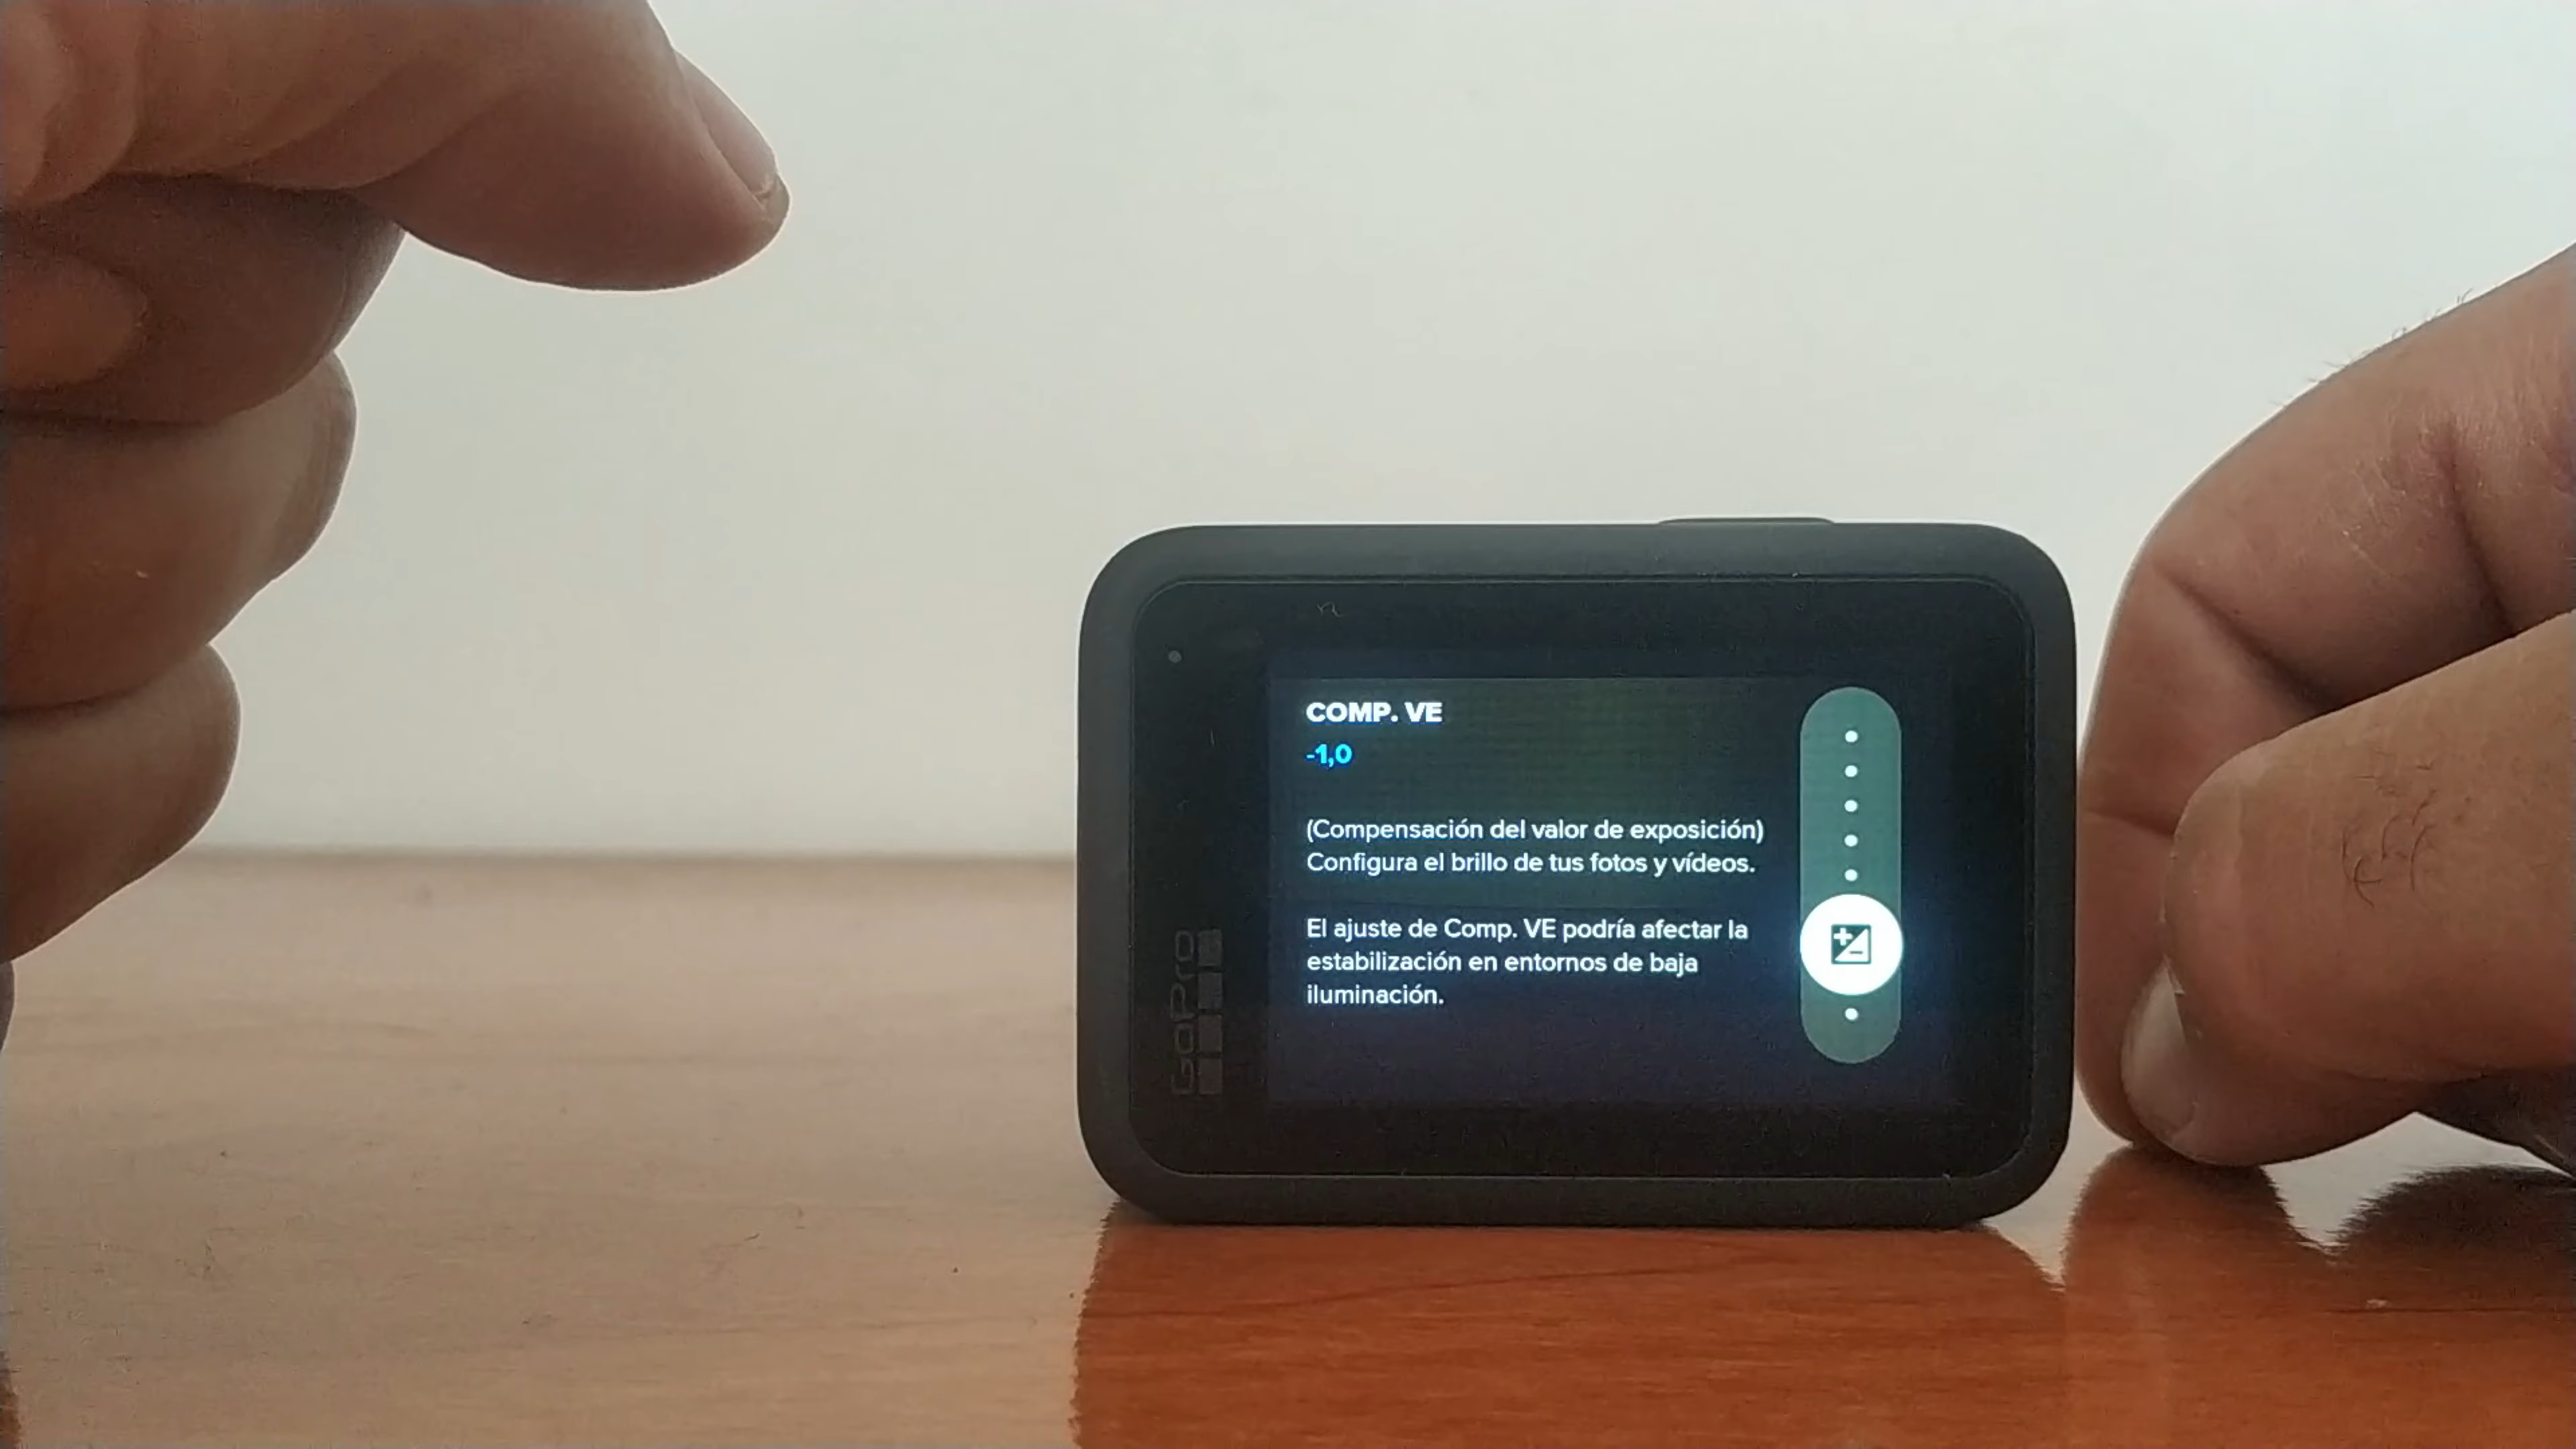 COMP. VE
-1,0
(Compensación del valor de exposición)
Configura el brillo de tus fotos y vídeos.
El ajuste de Comp. VE podría afectar la
estabilización en entornos de baja
iluminación.
GoPro